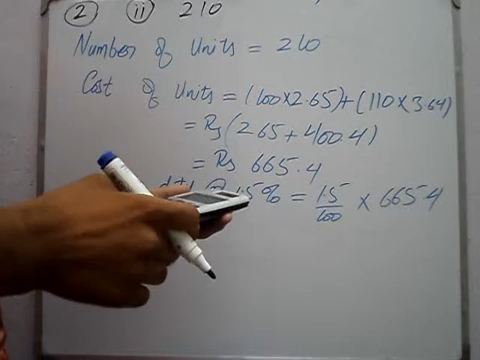 2 ii 210
Number of Units = 210
Cost of Units = (100×2.65)+(110×3.64)
= Rs (265+400.4)
= Rs 665.4
@ 15% = 15/100 × 665.4